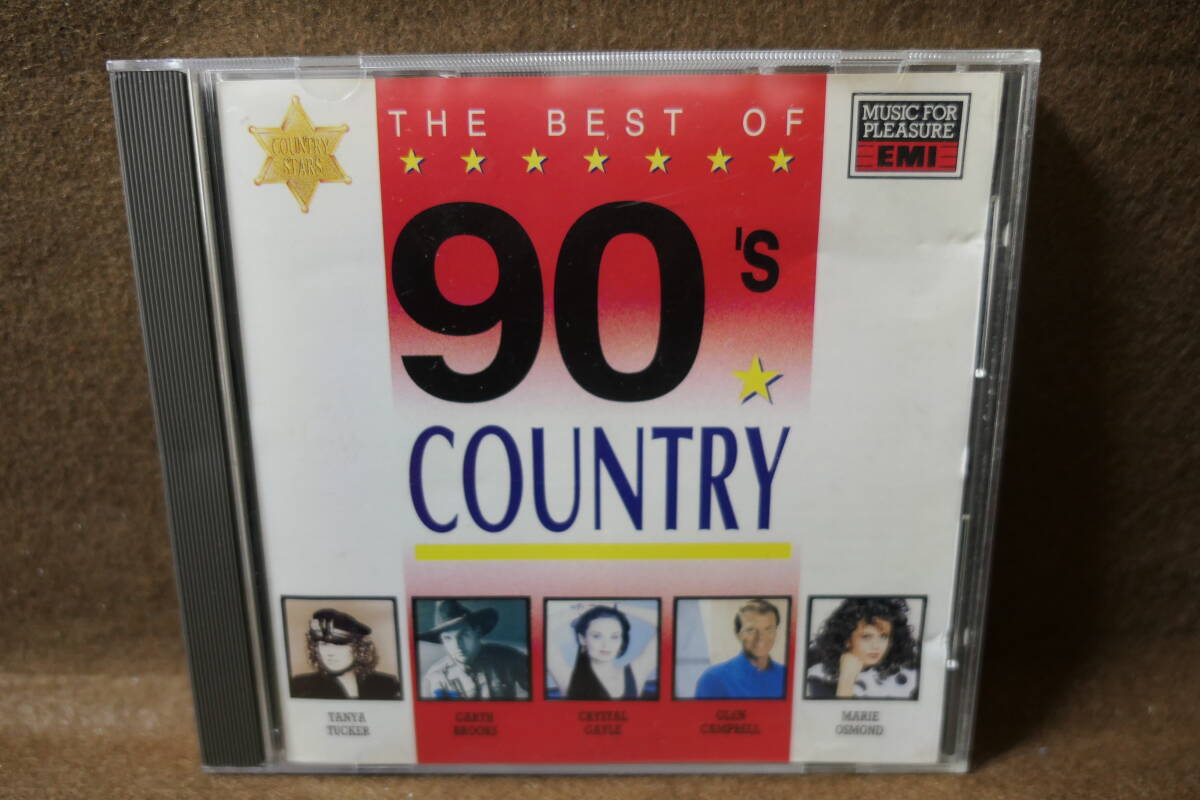 COUNTRY
STARS
THE BEST OF
MUSIC FOR
PLEASURE
EMI
90'S
COUNTRY
TANYA
TUCKER
GARTH
BROOKS
CRYSTAL
GAYLE
GLEN
CAMPBELL
MARIE
OSMOND